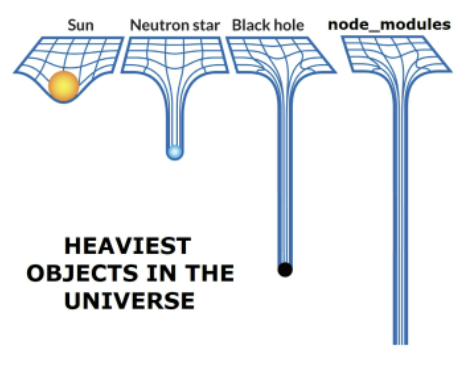 Sun
Neutron star
Black hole
node_modules
HEAVIEST
OBJECTS IN THE
UNIVERSE